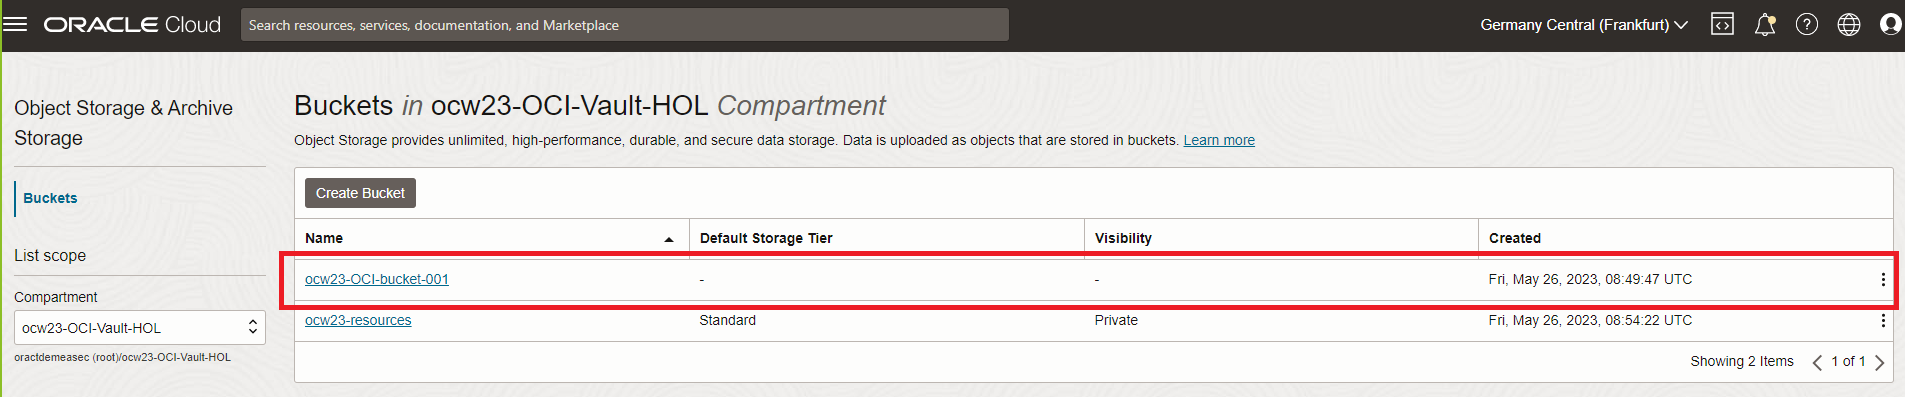 ORACLE Cloud
Search resources, services, documentation, and Marketplace
Germany Central (Frankfurt)
Object Storage & Archive
Storage
Buckets
List scope
Compartment
ocw23-OCI-Vault-HOL
oractdemeasec (root)/ocw23-OCI-Vault-HOL
Buckets in ocw23-OCI-Vault-HOL Compartment
Object Storage provides unlimited, high-performance, durable, and secure data storage. Data is uploaded as objects that are stored in buckets. Learn more
Create Bucket
Name Default Storage Tier Visibility Created
ocw23-OCI-bucket-001 - - Fri, May 26, 2023, 08:49:47 UTC
ocw23-resources Standard Private Fri, May 26, 2023, 08:54:22 UTC
Showing 2 Items 1 of 1